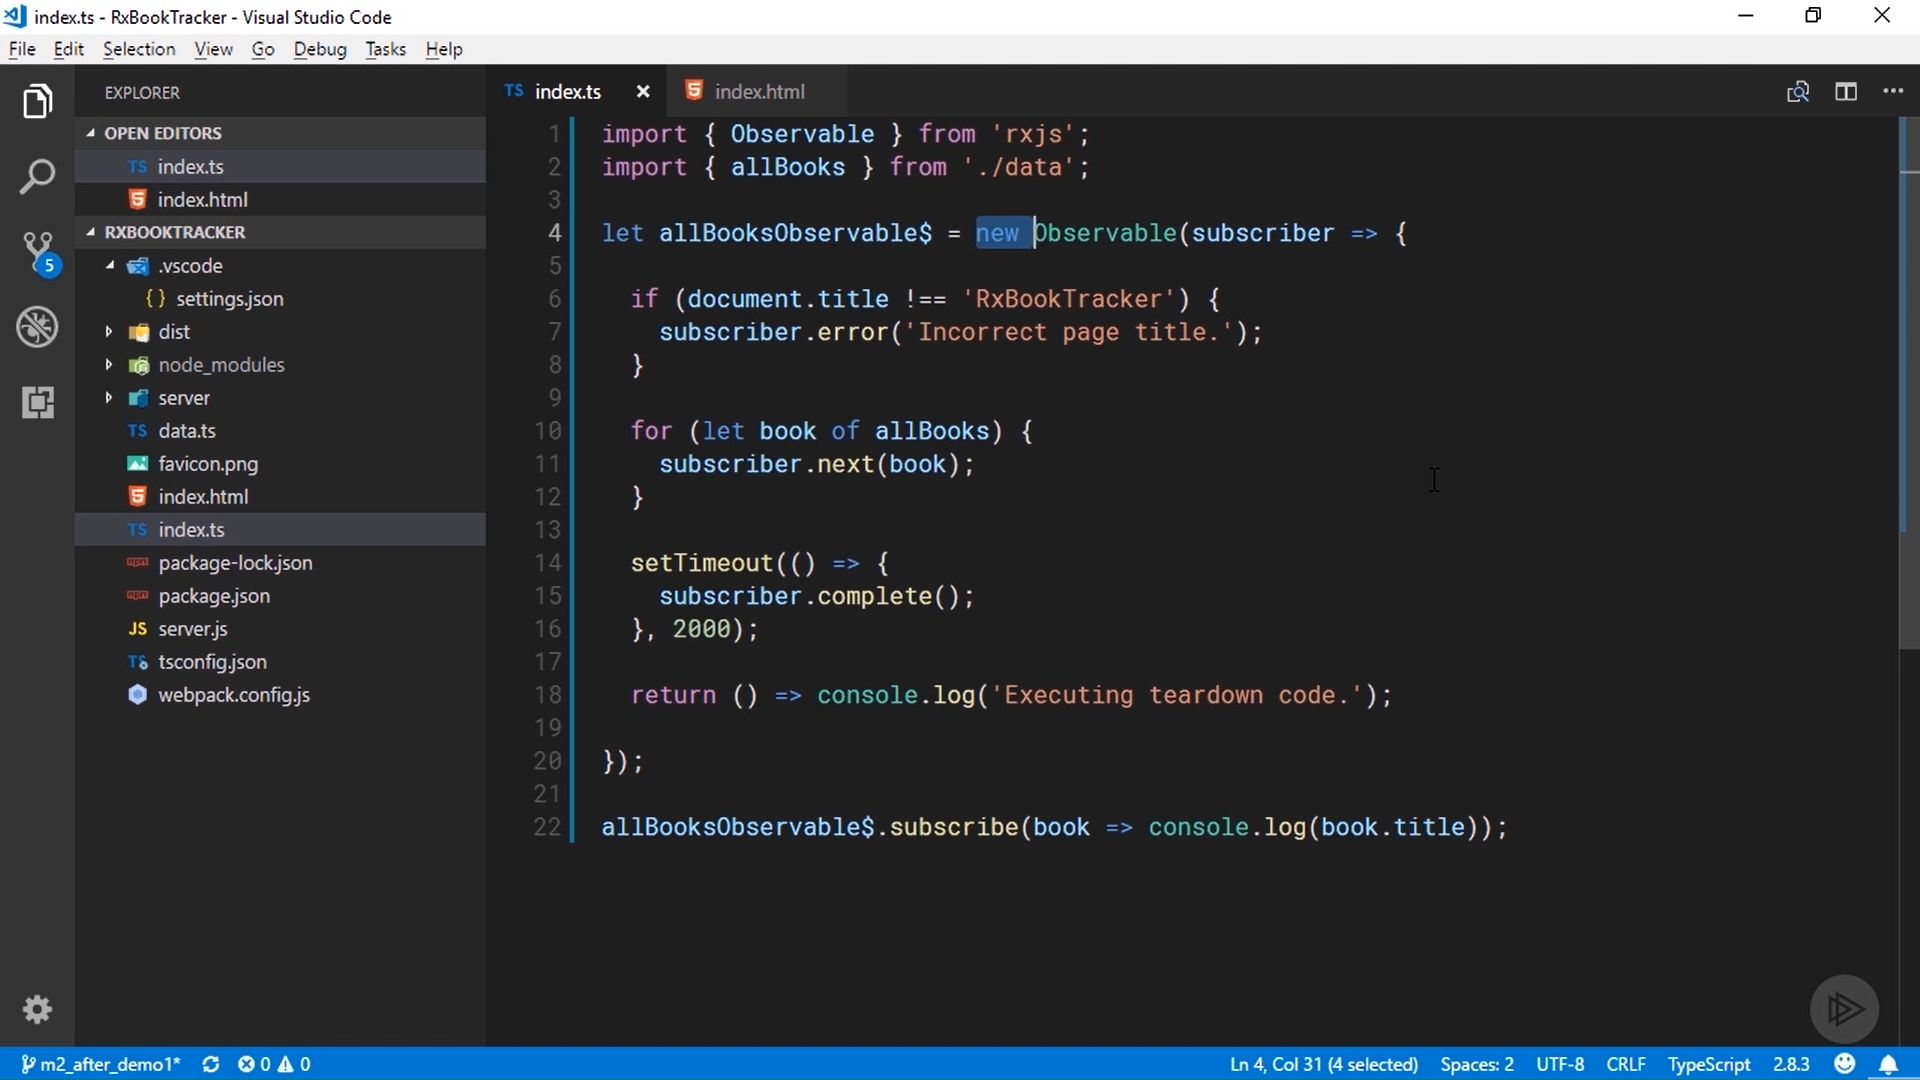 index.ts - RxBookTracker - Visual Studio Code
File Edit Selection View Go Debug Tasks Help
EXPLORER
OPEN EDITORS
TS index.ts
index.html
RXBOOKTRACKER
.vscode
{ } settings.json
dist
node_modules
server
TS data.ts
favicon.png
index.html
TS index.ts
package-lock.json
package.json
JS server.js
TS tsconfig.json
webpack.config.js
5
TS index.ts
index.html
1 import { Observable } from 'rxjs';
2 import { allBooks } from './data';
3
4 let allBooksObservable$ = new Observable(subscriber => {
5
6 if (document.title !== 'RxBookTracker') {
7 subscriber.error('Incorrect page title.');
8 }
9
10 for (let book of allBooks) {
11 subscriber.next(book);
12 }
13
14 setTimeout(() => {
15 subscriber.complete();
16 }, 2000);
17
18 return () => console.log('Executing teardown code.');
19
20 });
21
22 allBooksObservable$.subscribe(book => console.log(book.title));
m2_after_demo1* 0 0 Ln 4, Col 31 (4 selected) Spaces: 2 UTF-8 CRLF TypeScript 2.8.3